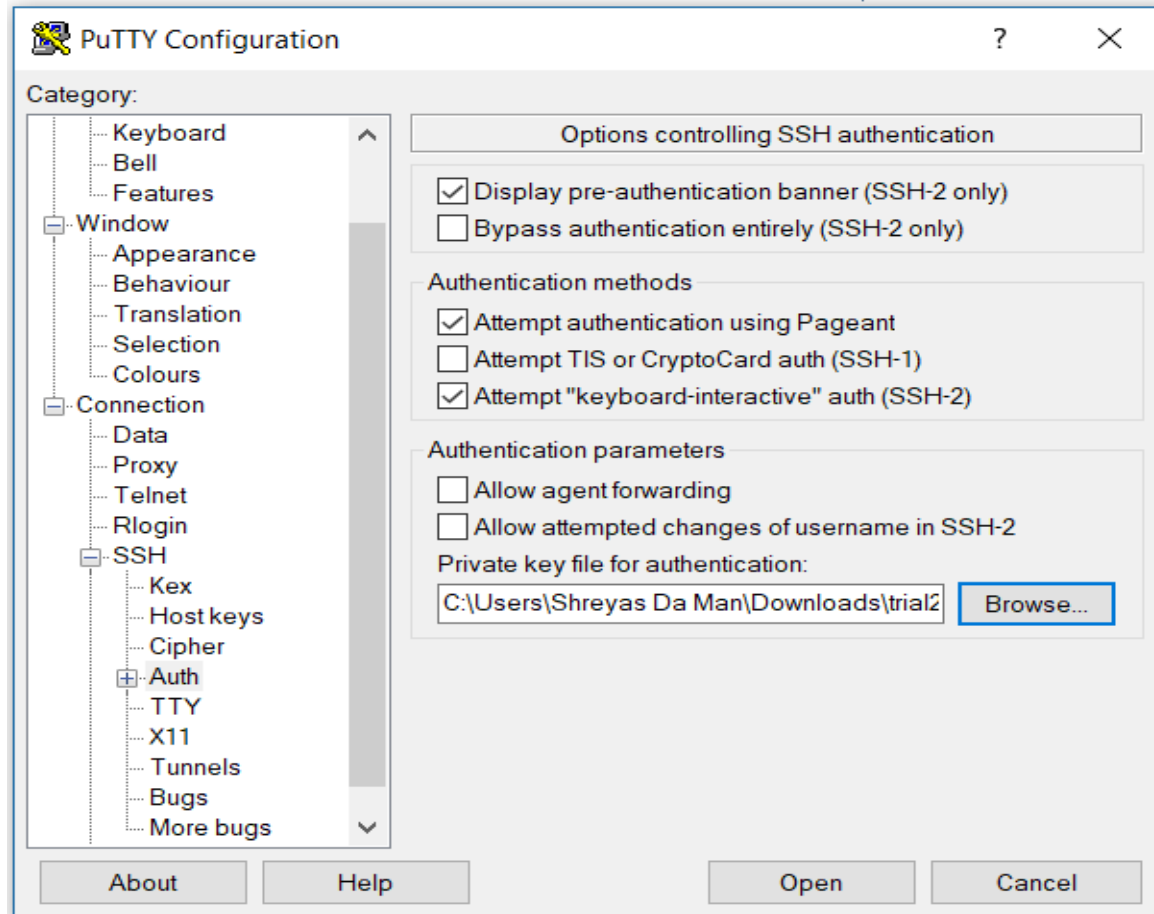 PuTTY Configuration
?
Category:
Keyboard
Bell
Features
Window
Appearance
Behaviour
Translation
Selection
Colours
Connection
Data
Proxy
Telnet
Rlogin
SSH
Kex
Host keys
Cipher
Auth
TTY
X11
Tunnels
Bugs
More bugs
Options controlling SSH authentication
Display pre-authentication banner (SSH-2 only)
Bypass authentication entirely (SSH-2 only)
Authentication methods
Attempt authentication using Pageant
Attempt TIS or CryptoCard auth (SSH-1)
Attempt "keyboard-interactive" auth (SSH-2)
Authentication parameters
Allow agent forwarding
Allow attempted changes of username in SSH-2
Private key file for authentication:
C:\Users\Shreyas Da Man\Downloads\trial2
Browse...
About
Help
Open
Cancel